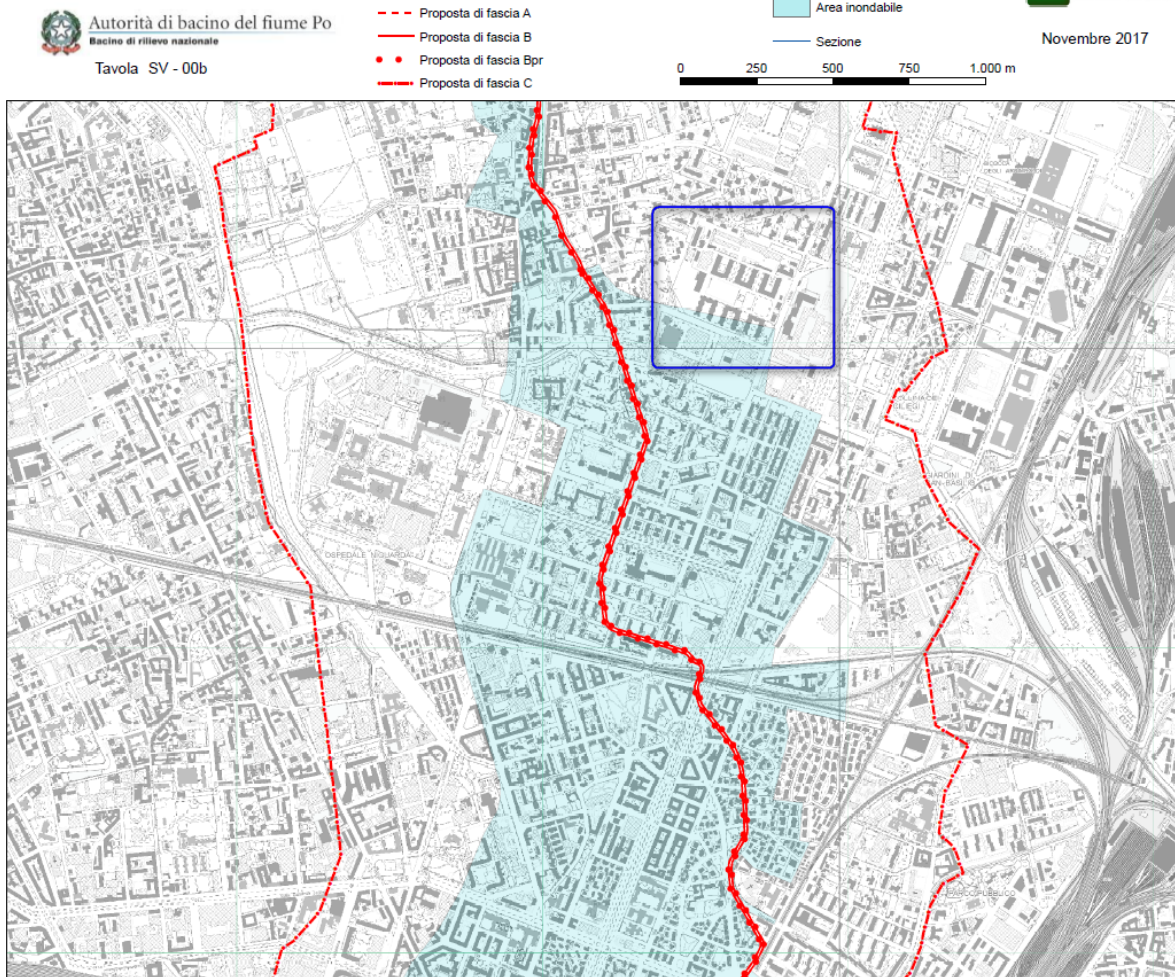 Autorità di bacino del fiume Po
Bacino di rilievo nazionale
Tavola SV - 00b
Proposta di fascia A
Proposta di fascia B
Proposta di fascia Bpr
Proposta di fascia C
Area inondabile
Sezione
0 250 500 750 1.000 m
Novembre 2017
OSPEDALE NIGUARDA
PARCO PUBBLICO